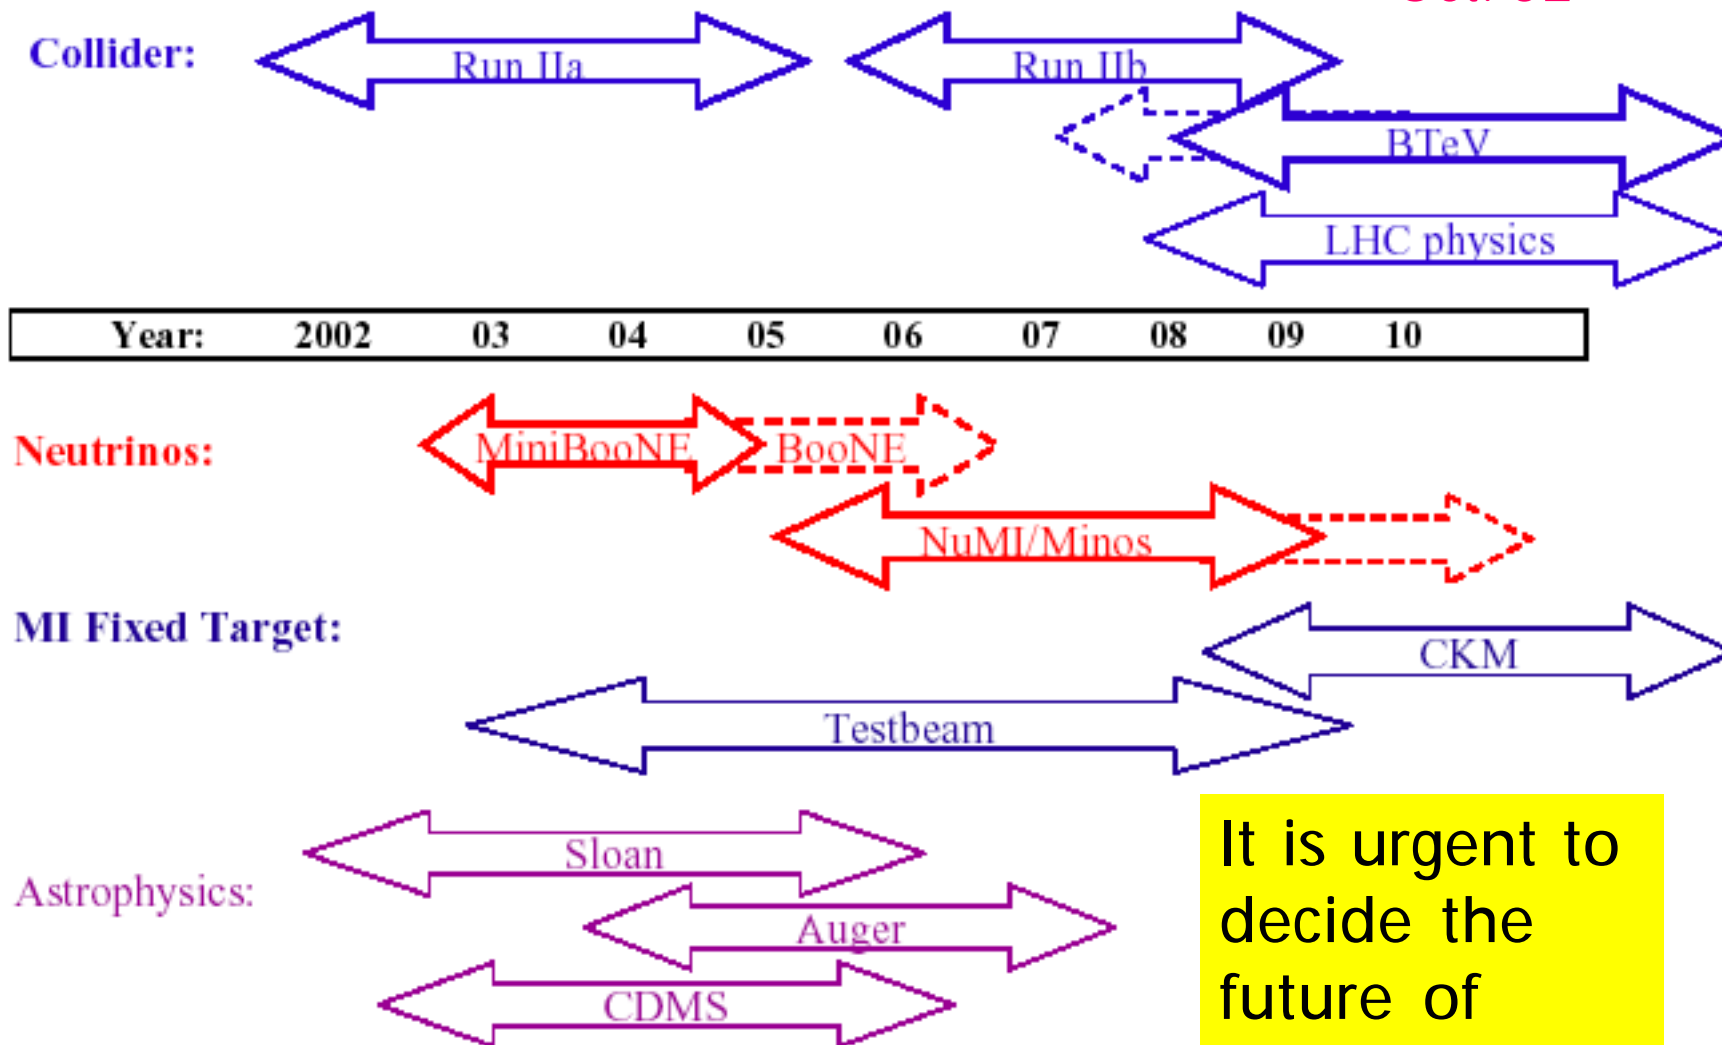 Collider:
Run IIa
Run IIb
BTeV
LHC physics
Year: 2002 03 04 05 06 07 08 09 10
Neutrinos:
MiniBooNE
BooNE
NuMI/Minos
MI Fixed Target:
CKM
Testbeam
Astrophysics:
Sloan
Auger
CDMS
It is urgent to
decide the
future of